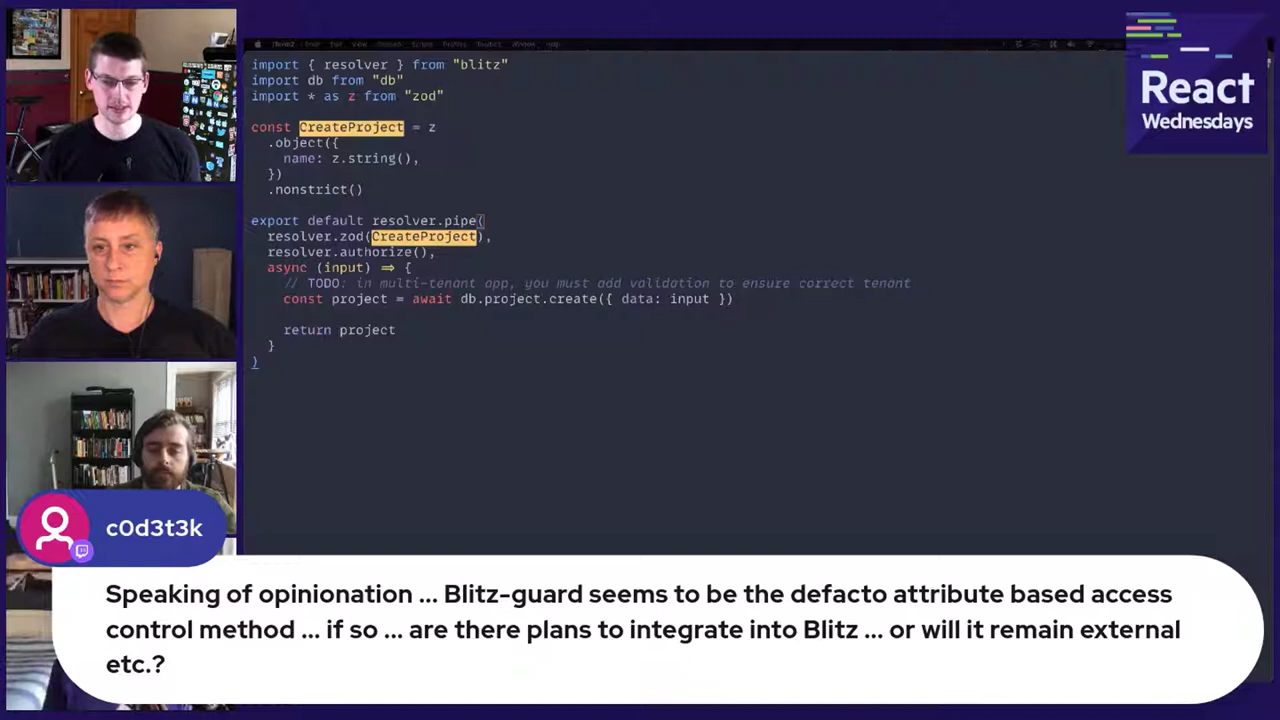 React
Wednesdays
import { resolver } from "blitz"
import db from "db"
import * as z from "zod"
const CreateProject = z
.object({
name: z.string(),
})
.nonstrict()
export default resolver.pipe(
resolver.zod(CreateProject),
resolver.authorize(),
async (input) => {
// TODO: in multi-tenant app, you must add validation to ensure correct tenant
const project = await db.project.create({ data: input })
return project
}
)
c0d3t3k
Speaking of opinionation ... Blitz-guard seems to be the defacto attribute based access
control method ... if so ... are there plans to integrate into Blitz ... or will it remain external
etc.?